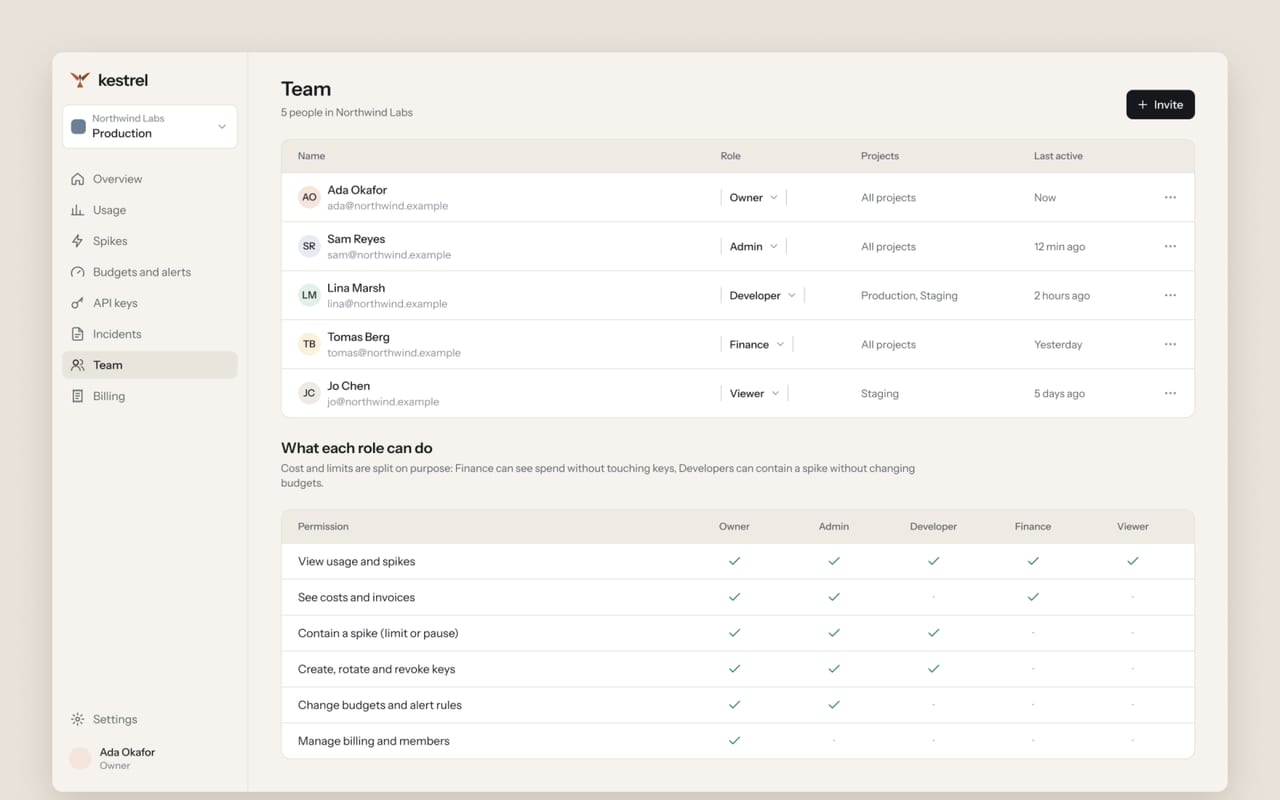 kestrel
Northwind Labs
Production
Overview
Usage
Spikes
Budgets and alerts
API keys
Incidents
Team
Billing
Settings
Ada Okafor
Owner
Team
5 people in Northwind Labs
+ Invite
Name Role Projects Last active
AO Ada Okafor Owner All projects Now
ada@northwind.example
SR Sam Reyes Admin All projects 12 min ago
sam@northwind.example
LM Lina Marsh Developer Production, Staging 2 hours ago
lina@northwind.example
TB Tomas Berg Finance All projects Yesterday
tomas@northwind.example
JC Jo Chen Viewer Staging 5 days ago
jo@northwind.example
What each role can do
Cost and limits are split on purpose: Finance can see spend without touching keys, Developers can contain a spike without changing
budgets.
Permission Owner Admin Developer Finance Viewer
View usage and spikes ✓ ✓ ✓ ✓ ✓
See costs and invoices ✓ ✓ · ✓ ·
Contain a spike (limit or pause) ✓ ✓ ✓ · ·
Create, rotate and revoke keys ✓ ✓ ✓ · ·
Change budgets and alert rules ✓ ✓ · · ·
Manage billing and members ✓ · · · ·